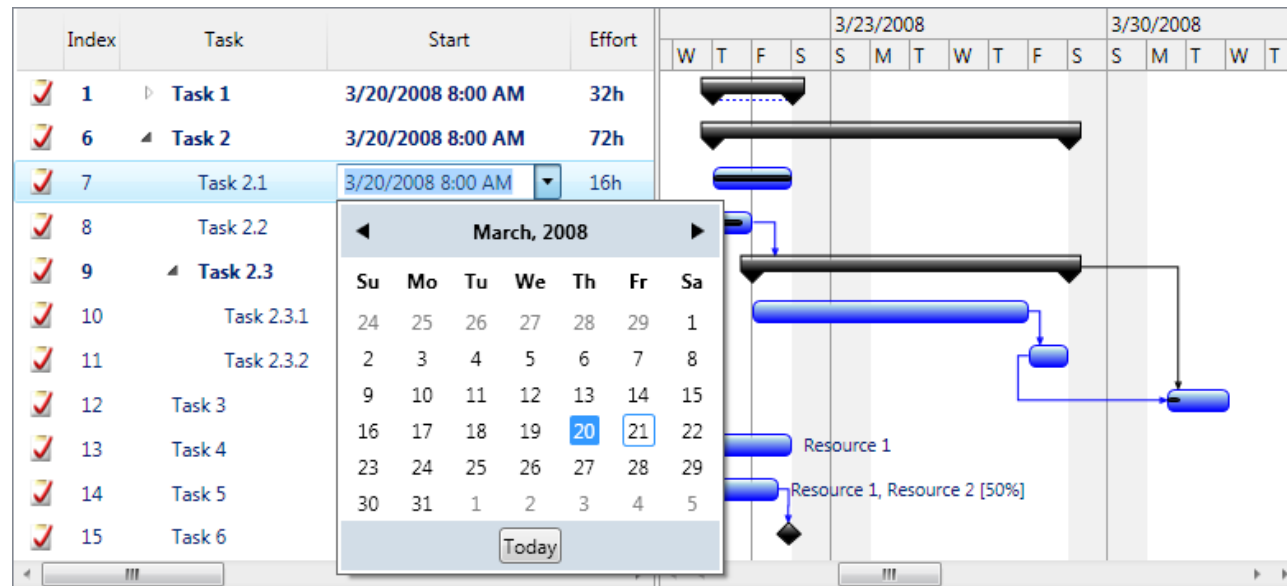 Index Task Start Effort
3/23/2008 3/30/2008
W T F S S M T W T F S S M T W T
1 Task 1 3/20/2008 8:00 AM 32h
6 Task 2 3/20/2008 8:00 AM 72h
7 Task 2.1 3/20/2008 8:00 AM 16h
8 Task 2.2
9 Task 2.3
10 Task 2.3.1
11 Task 2.3.2
12 Task 3
13 Task 4
14 Task 5
15 Task 6
March, 2008
Su Mo Tu We Th Fr Sa
24 25 26 27 28 29 1
2 3 4 5 6 7 8
9 10 11 12 13 14 15
16 17 18 19 20 21 22
23 24 25 26 27 28 29
30 31 1 2 3 4 5
Today
Resource 1
Resource 1, Resource 2 [50%]